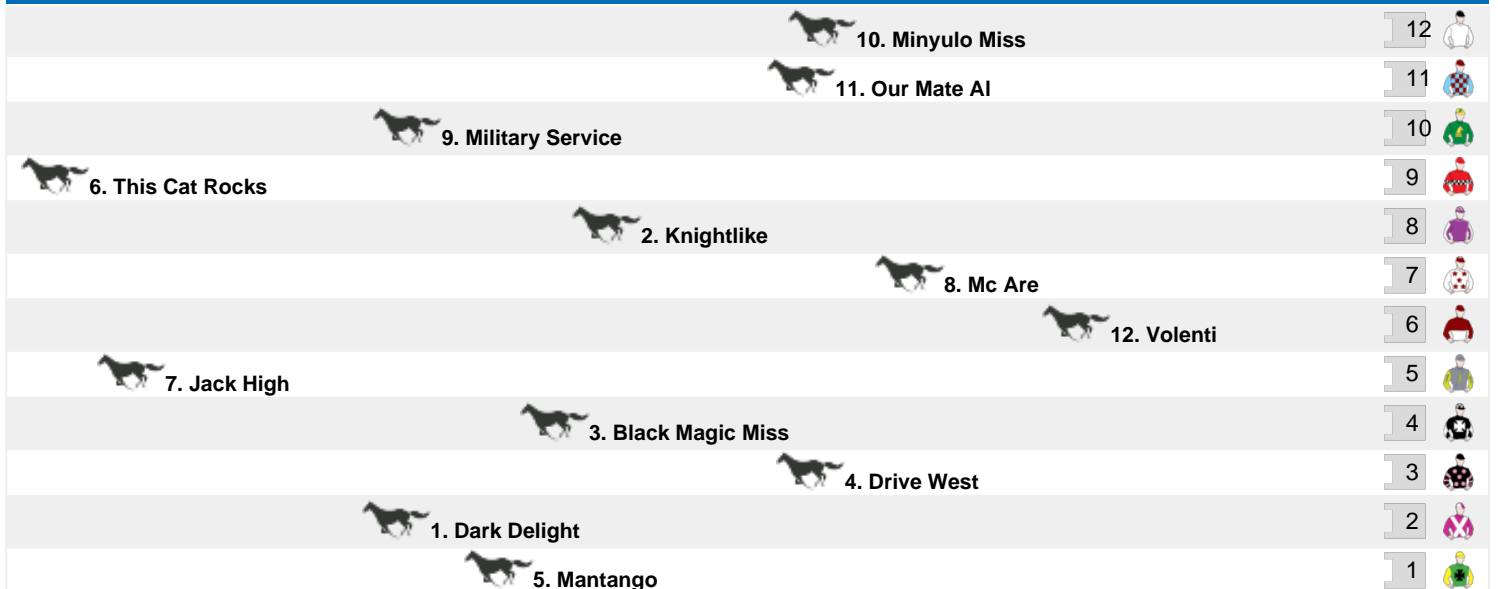 10. Minyulo Miss 12
11. Our Mate Al 11
9. Military Service 10
6. This Cat Rocks 9
2. Knightlike 8
8. Mc Are 7
12. Volenti 6
7. Jack High 5
3. Black Magic Miss 4
4. Drive West 3
1. Dark Delight 2
5. Mantango 1